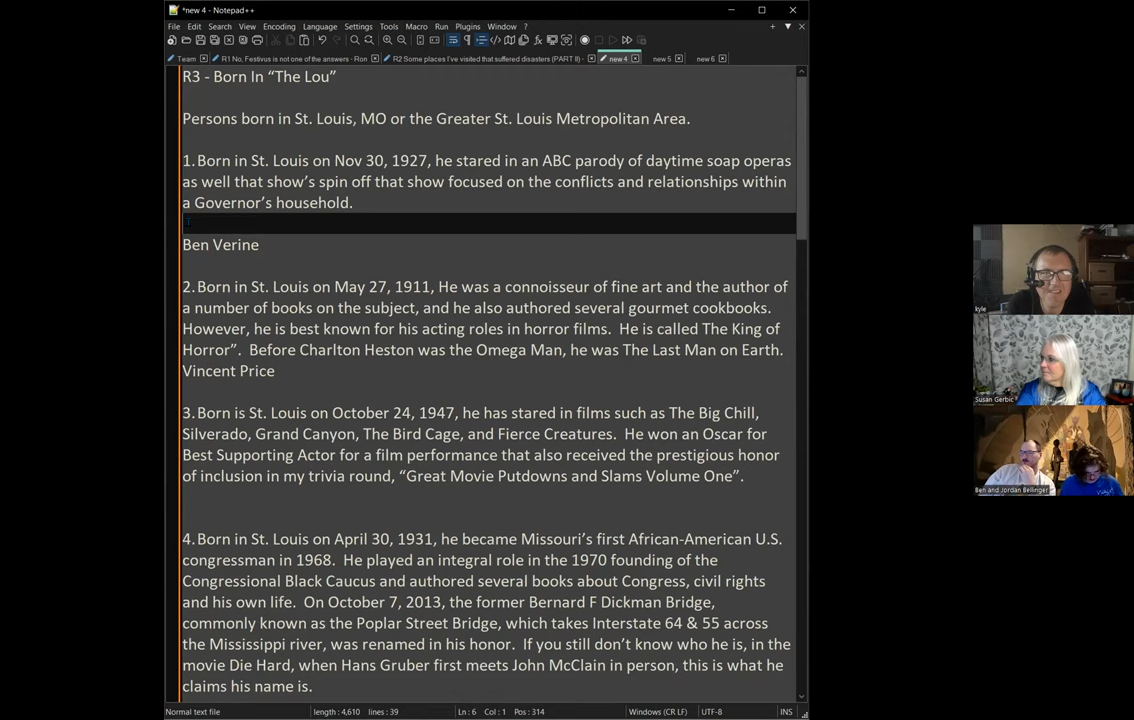 *new 4 - Notepad++
File Edit Search View Encoding Language Settings Tools Macro Run Plugins Window ?
Team R1 No, Festivus is not one of the answers - Ron R2 Some places I've visited that suffered disasters (PART II) - new 4 new 5 new 6
R3 - Born In “The Lou”
Persons born in St. Louis, MO or the Greater St. Louis Metropolitan Area.
1. Born in St. Louis on Nov 30, 1927, he stared in an ABC parody of daytime soap operas
as well that show’s spin off that show focused on the conflicts and relationships within
a Governor’s household.
Ben Verine
2. Born in St. Louis on May 27, 1911, He was a connoisseur of fine art and the author of
a number of books on the subject, and he also authored several gourmet cookbooks.
However, he is best known for his acting roles in horror films.  He is called The King of
Horror”.  Before Charlton Heston was the Omega Man, he was The Last Man on Earth.
Vincent Price
3. Born is St. Louis on October 24, 1947, he has stared in films such as The Big Chill,
Silverado, Grand Canyon, The Bird Cage, and Fierce Creatures.  He won an Oscar for
Best Supporting Actor for a film performance that also received the prestigious honor
of inclusion in my trivia round, “Great Movie Putdowns and Slams Volume One”.
4. Born in St. Louis on April 30, 1931, he became Missouri’s first African-American U.S.
congressman in 1968.  He played an integral role in the 1970 founding of the
Congressional Black Caucus and authored several books about Congress, civil rights
and his own life.  On October 7, 2013, the former Bernard F Dickman Bridge,
commonly known as the Poplar Street Bridge, which takes Interstate 64 & 55 across
the Mississippi river, was renamed in his honor.  If you still don’t know who he is, in the
movie Die Hard, when Hans Gruber first meets John McClain in person, this is what he
claims his name is.
Normal text file length : 4,610 lines : 39 Ln : 6 Col : 1 Pos : 314 Windows (CR LF) UTF-8 INS
kyle
Susan Gerbic
Ben and Jordan Bellinger